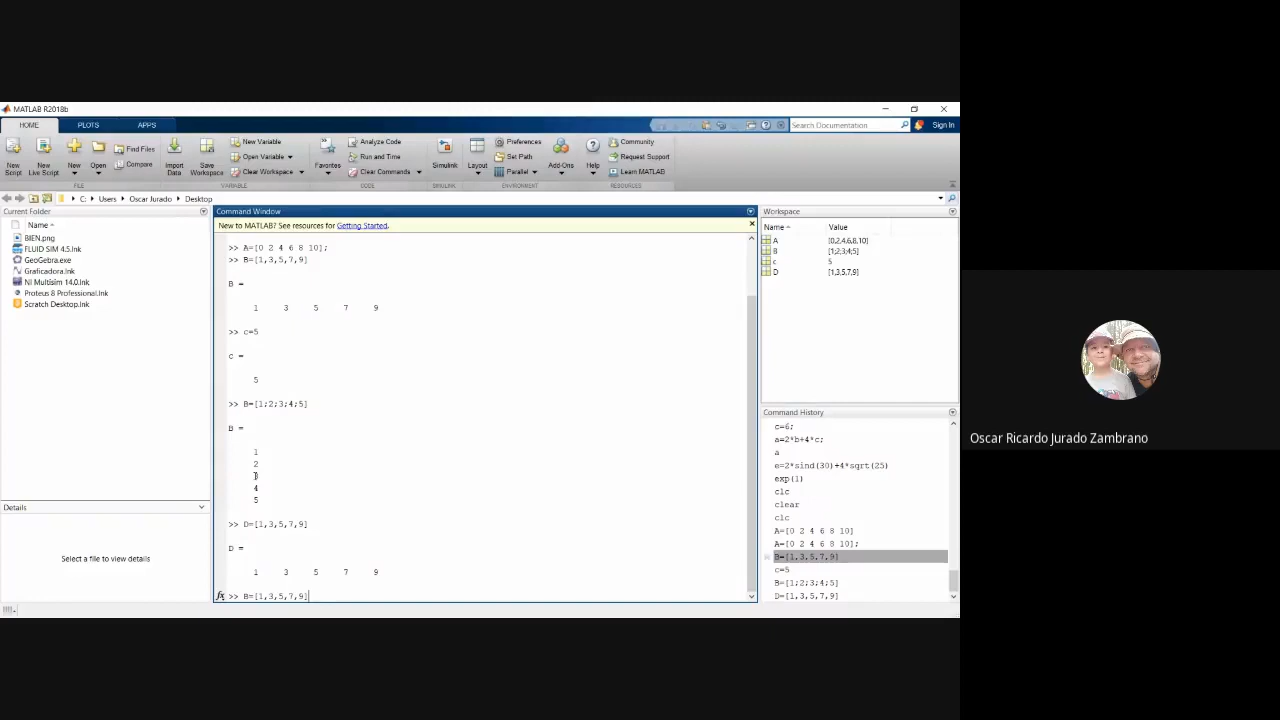 MATLAB R2018b
HOME PLOTS APPS
Search Documentation
Sign In
New Script
New Live Script
New
Open
Find Files
Compare
Import Data
Save Workspace
New Variable
Open Variable
Clear Workspace
Favorites
Analyze Code
Run and Time
Clear Commands
Simulink
Layout
Preferences
Set Path
Parallel
Add-Ons
Help
Community
Request Support
Learn MATLAB
FILE VARIABLE CODE SIMULINK ENVIRONMENT RESOURCES
C: Users Oscar Jurado Desktop
Current Folder
Name
BIEN.png
FLUID SIM 4.5.lnk
GeoGebra.exe
Graficadora.lnk
NI Multisim 14.0.lnk
Proteus 8 Professional.lnk
Scratch Desktop.lnk
Details
Select a file to view details
Command Window
New to MATLAB? See resources for Getting Started.
>> A=[0 2 4 6 8 10];
>> B=[1,3,5,7,9]
B =
1 3 5 7 9
>> c=5
c =
5
>> B=[1;2;3;4;5]
B =
1
2
3
4
5
>> D=[1,3,5,7,9]
D =
1 3 5 7 9
fx >> B=[1,3,5,7,9]
Workspace
Name Value
A [0,2,4,6,8,10]
B [1;2;3;4;5]
c 5
D [1,3,5,7,9]
Command History
c=6;
a=2*b+4*c;
a
e=2*sind(30)+4*sqrt(25)
exp(1)
clc
clear
clc
A=[0 2 4 6 8 10]
A=[0 2 4 6 8 10];
B=[1,3,5,7,9]
c=5
B=[1;2;3;4;5]
D=[1,3,5,7,9]
Oscar Ricardo Jurado Zambrano